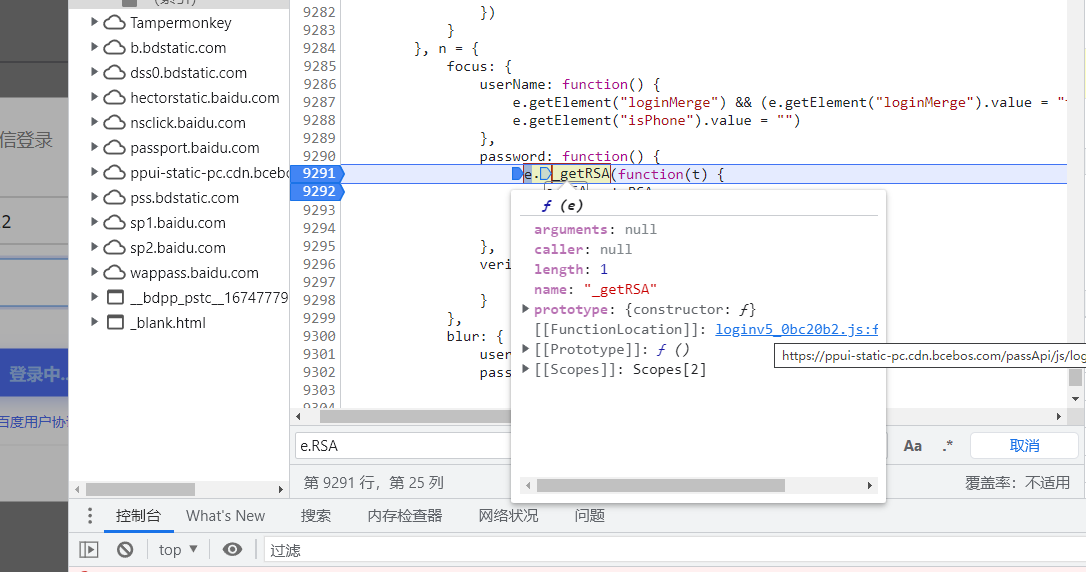 Tampermonkey
b.bdstatic.com
dss0.bdstatic.com
hectorstatic.baidu.com
nsclick.baidu.com
passport.baidu.com
ppui-static-pc.cdn.bcebo
pss.bdstatic.com
sp1.baidu.com
sp2.baidu.com
wappass.baidu.com
__bdpp_pstc__16747779
_blank.html
信登录
2
登录中...
百度用户协
9282 })
9283 }
9284 }, n = {
9285 focus: {
9286 userName: function() {
9287 e.getElement("loginMerge") && (e.getElement("loginMerge").value = "
9288 e.getElement("isPhone").value = "")
9289 },
9290 password: function() {
9291 e._getRSA(function(t) {
9292
9293
9294
9295 },
9296 veri
9297
9298 }
9299 },
9300 blur: {
9301 user
9302 pass
9303
9304
ƒ (e)
arguments: null
caller: null
length: 1
name: "_getRSA"
prototype: {constructor: ƒ}
[[FunctionLocation]]: loginv5_0bc20b2.js:f
[[Prototype]]: ƒ ()
[[Scopes]]: Scopes[2]
https://ppui-static-pc.cdn.bcebos.com/passApi/js/log
e.RSA
Aa
.*
取消
第 9291 行，第 25 列
覆盖率：不适用
控制台
What's New
搜索
内存检查器
网络状况
问题
top
过滤